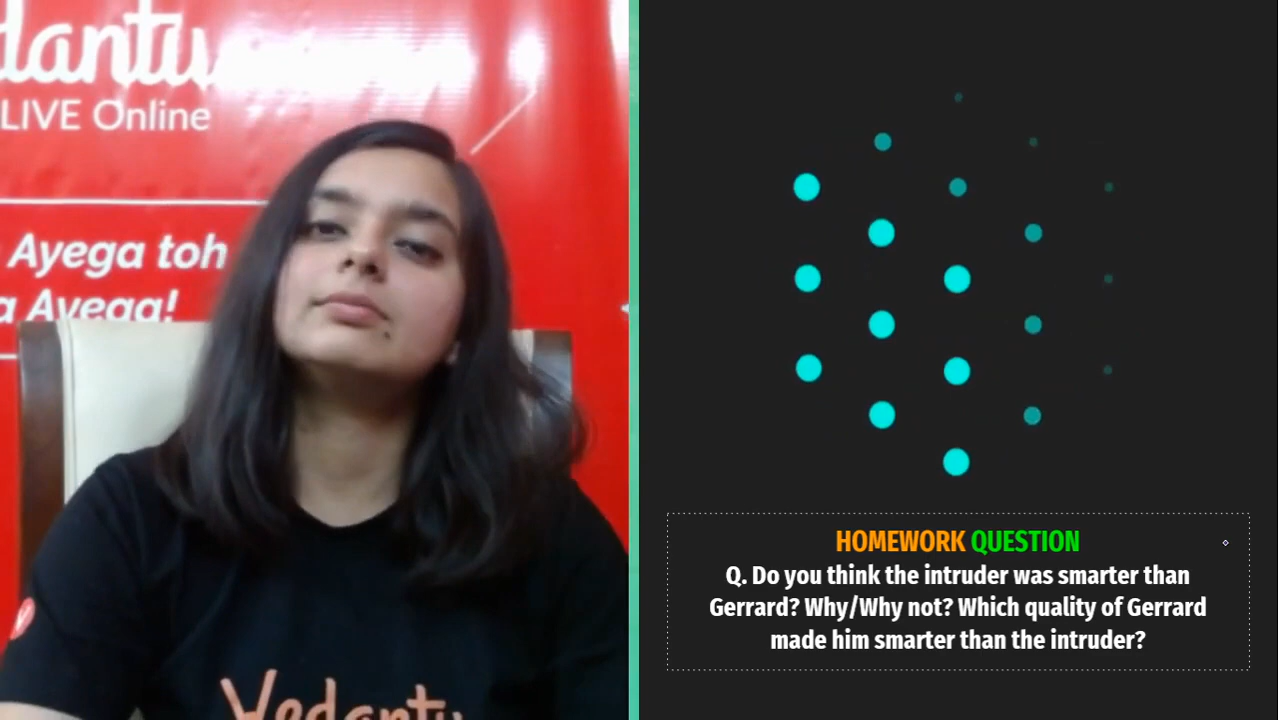 dantu
LIVE Online
Ayega toh
a Ayega!
Vedantu
HOMEWORK QUESTION
Q. Do you think the intruder was smarter than
Gerrard? Why/Why not? Which quality of Gerrard
made him smarter than the intruder?